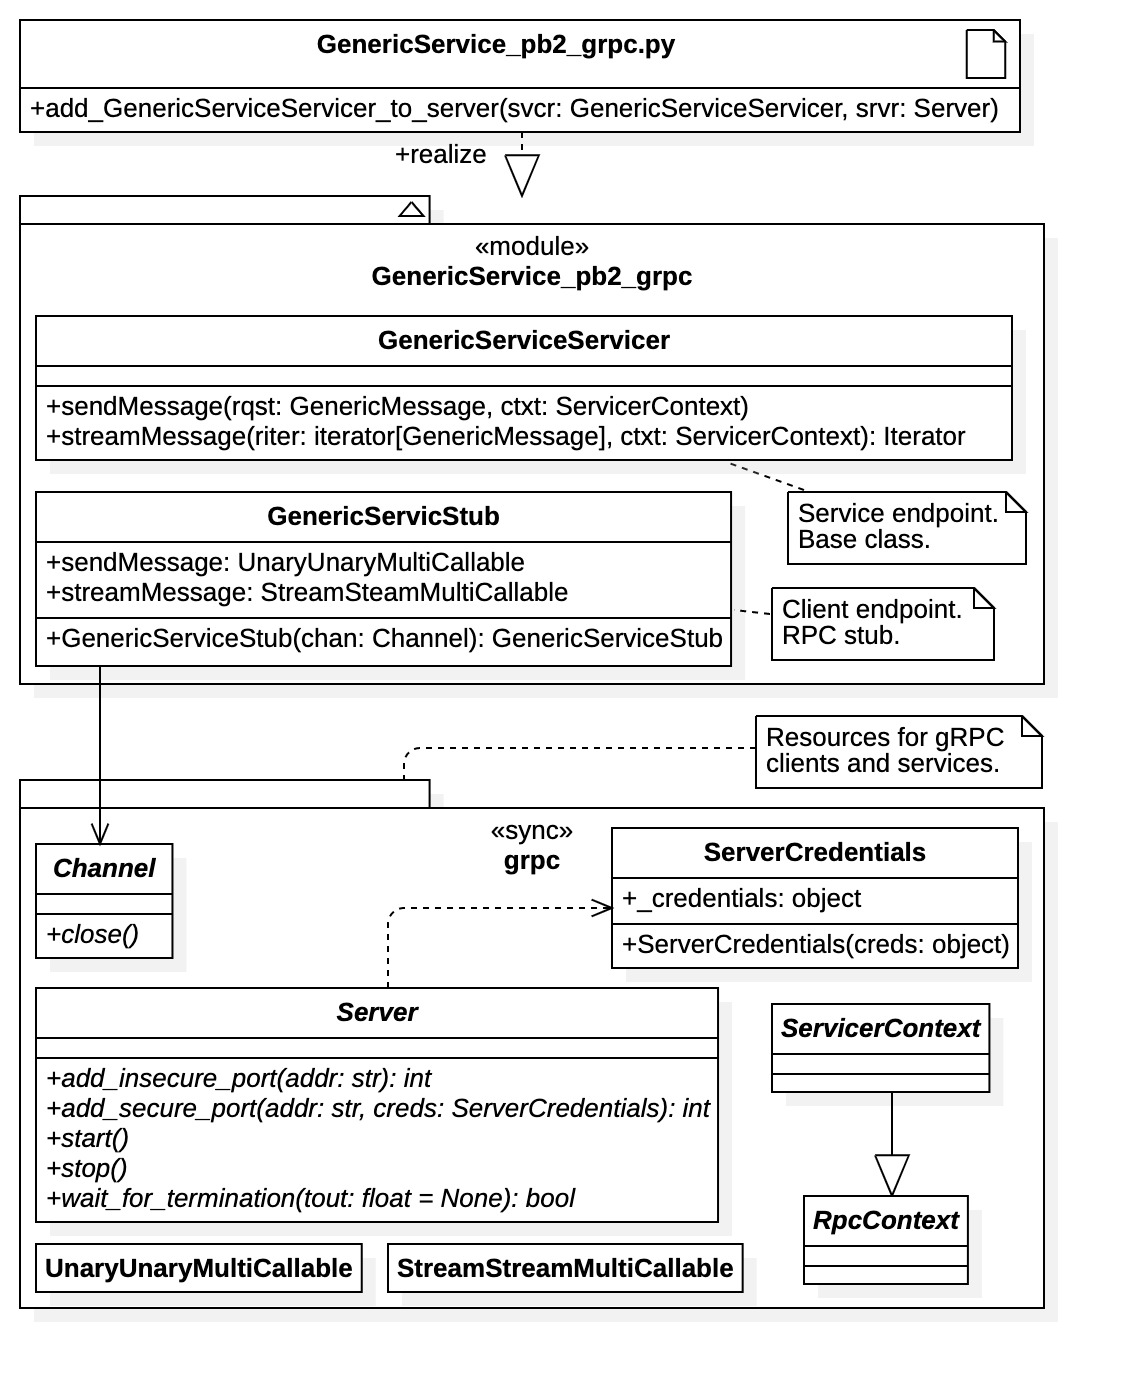 GenericService_pb2_grpc.py
+add_GenericServiceServicer_to_server(svcr: GenericServiceServicer, srvr: Server)
+realize
«module»
GenericService_pb2_grpc
GenericServiceServicer
+sendMessage(rqst: GenericMessage, ctxt: ServicerContext)
+streamMessage(riter: iterator[GenericMessage], ctxt: ServicerContext): Iterator
Service endpoint.
Base class.
GenericServicStub
+sendMessage: UnaryUnaryMultiCallable
+streamMessage: StreamSteamMultiCallable
+GenericServiceStub(chan: Channel): GenericServiceStub
Client endpoint.
RPC stub.
Resources for gRPC
clients and services.
«sync»
grpc
Channel
+close()
ServerCredentials
+_credentials: object
+ServerCredentials(creds: object)
Server
+add_insecure_port(addr: str): int
+add_secure_port(addr: str, creds: ServerCredentials): int
+start()
+stop()
+wait_for_termination(tout: float = None): bool
ServicerContext
RpcContext
UnaryUnaryMultiCallable
StreamStreamMultiCallable